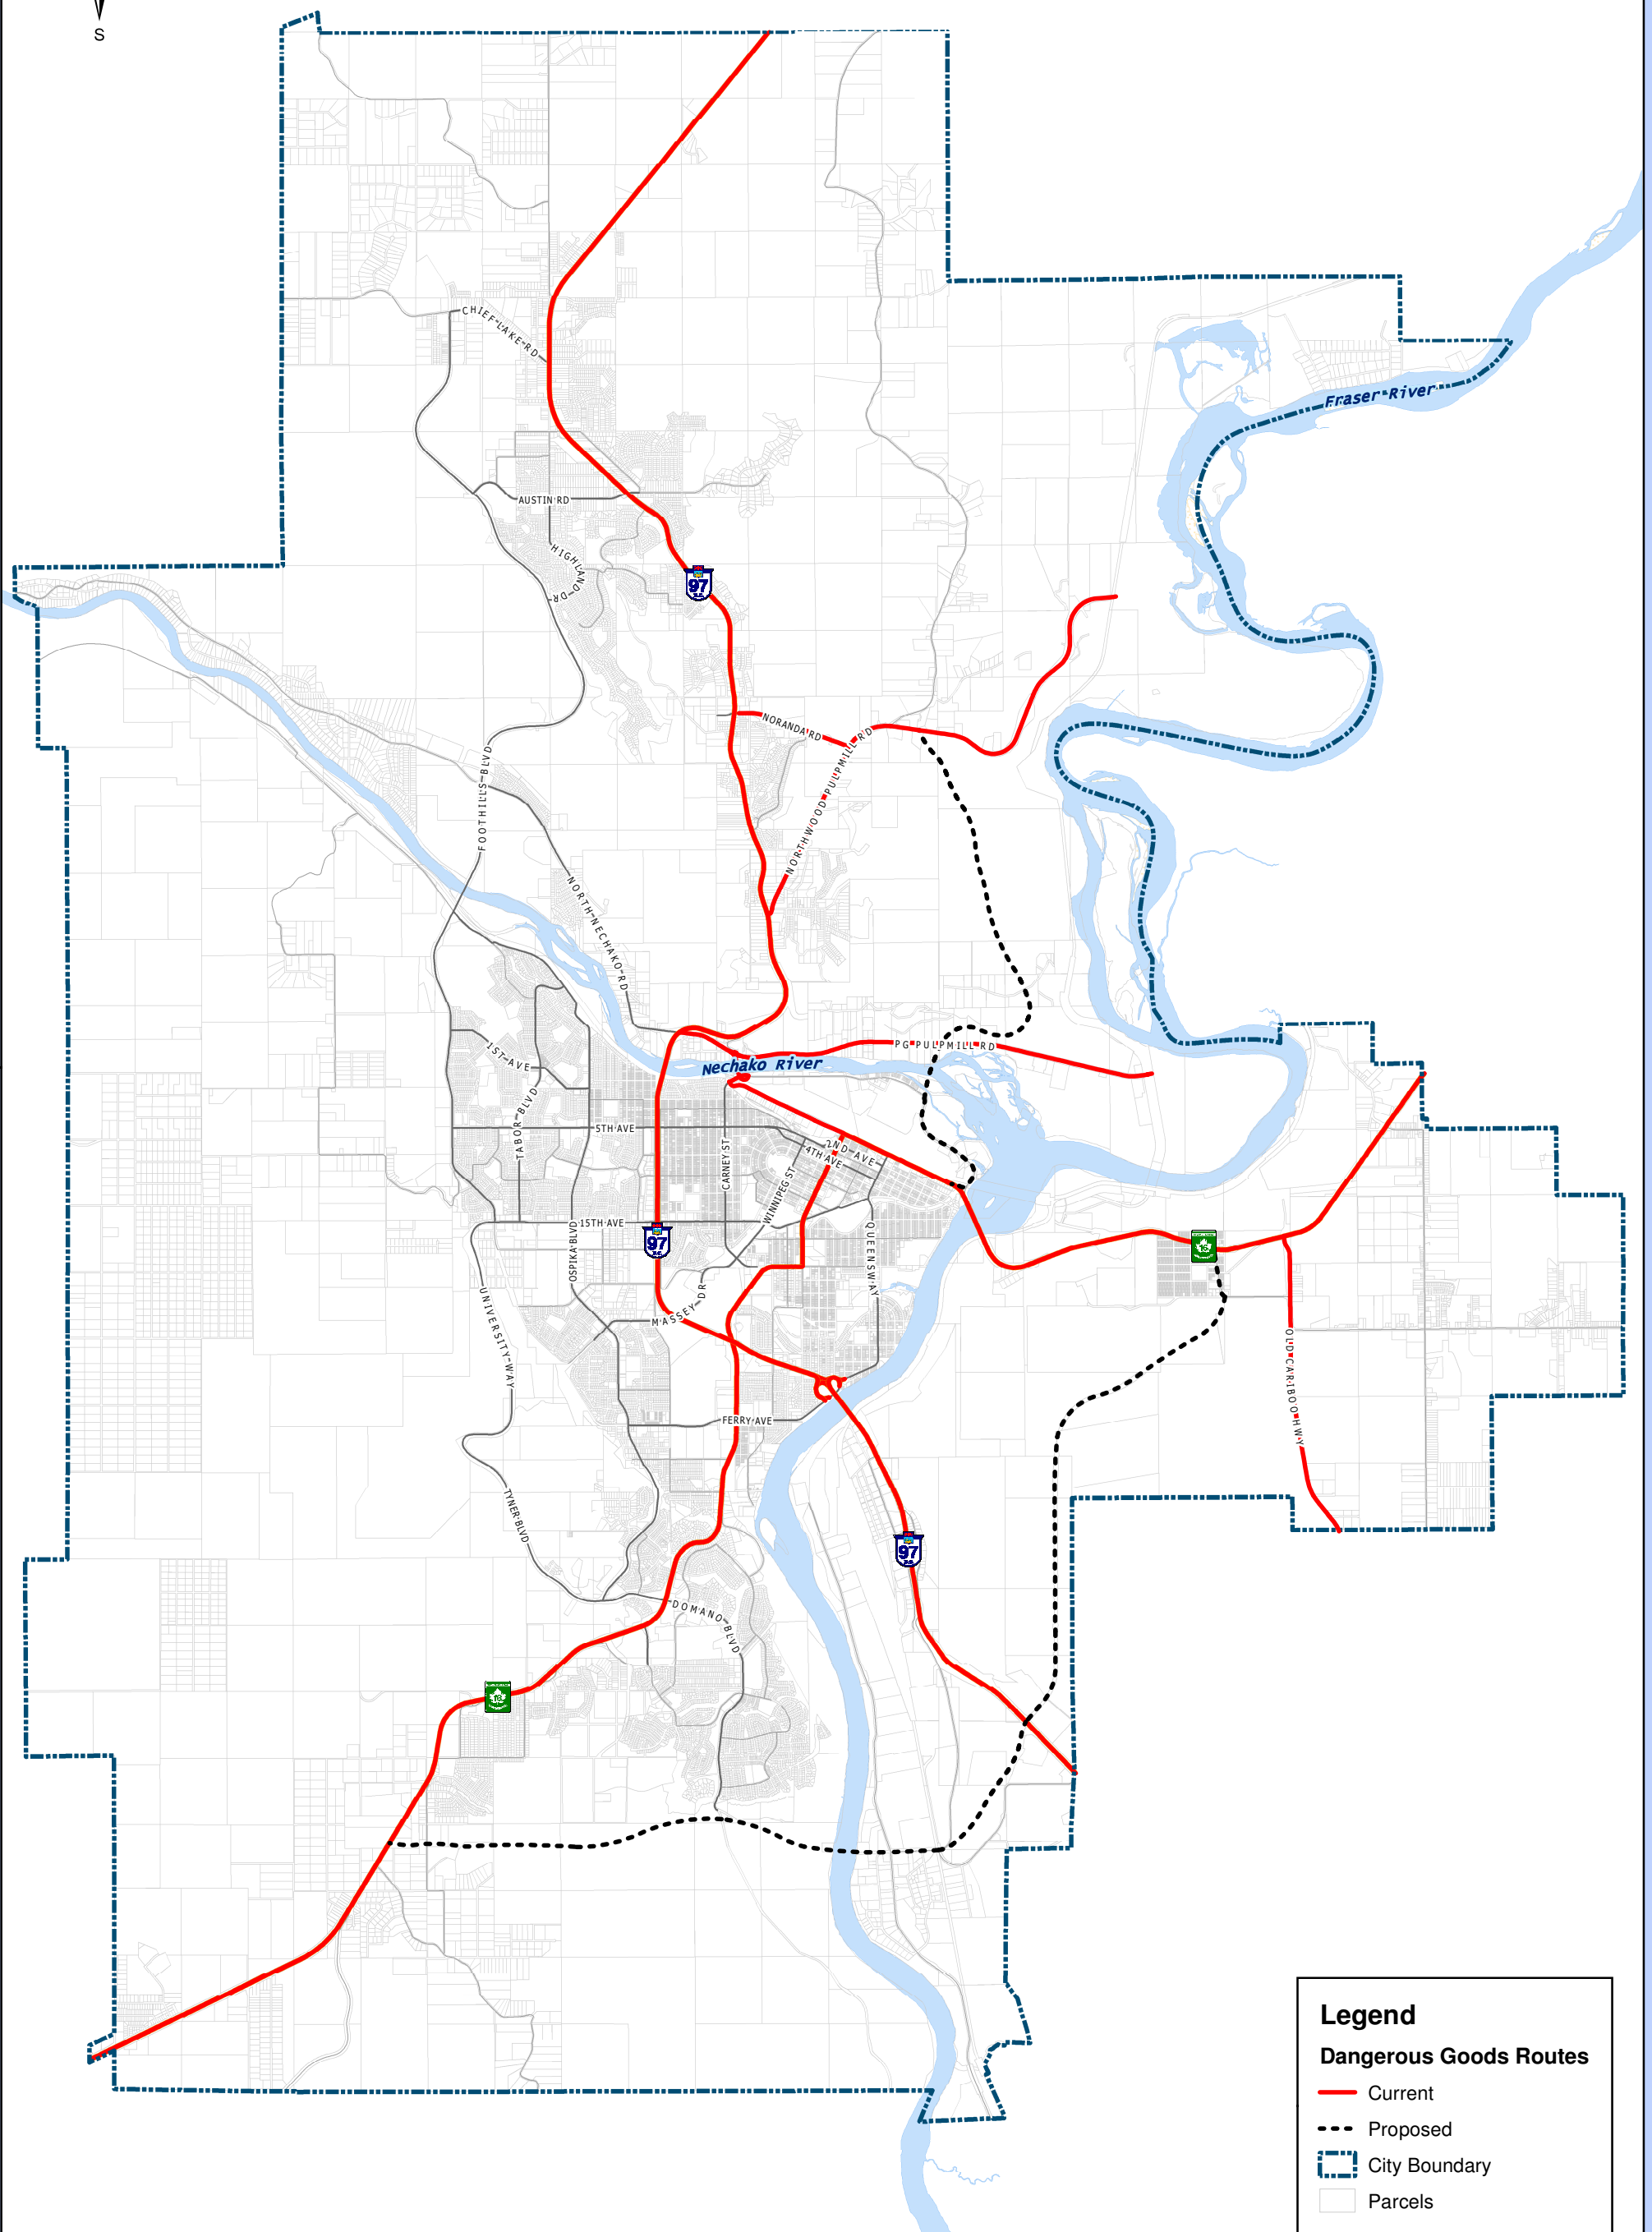 S
CHIEF LAKE RD
Fraser River
AUSTIN RD
HIGHLAND DR
97
NORANDA RD
NORTHWOOD PULPMILL RD
FOOTHILLS BLVD
NORTH NECHAKO RD
PG PULPMILL RD
1ST AVE
Nechako River
TABOR BLVD
5TH AVE
CARNEY ST
2ND AVE
4TH AVE
WINNIPEG ST
15TH AVE
OSPIKA BLVD
97
QUEENSWAY
16
UNIVERSITY WAY
MASSEY DR
OLD CARIBOO HWY
FERRY AVE
TYNER BLVD
97
DOMANO BLVD
16
Legend
Dangerous Goods Routes
Current
Proposed
City Boundary
Parcels